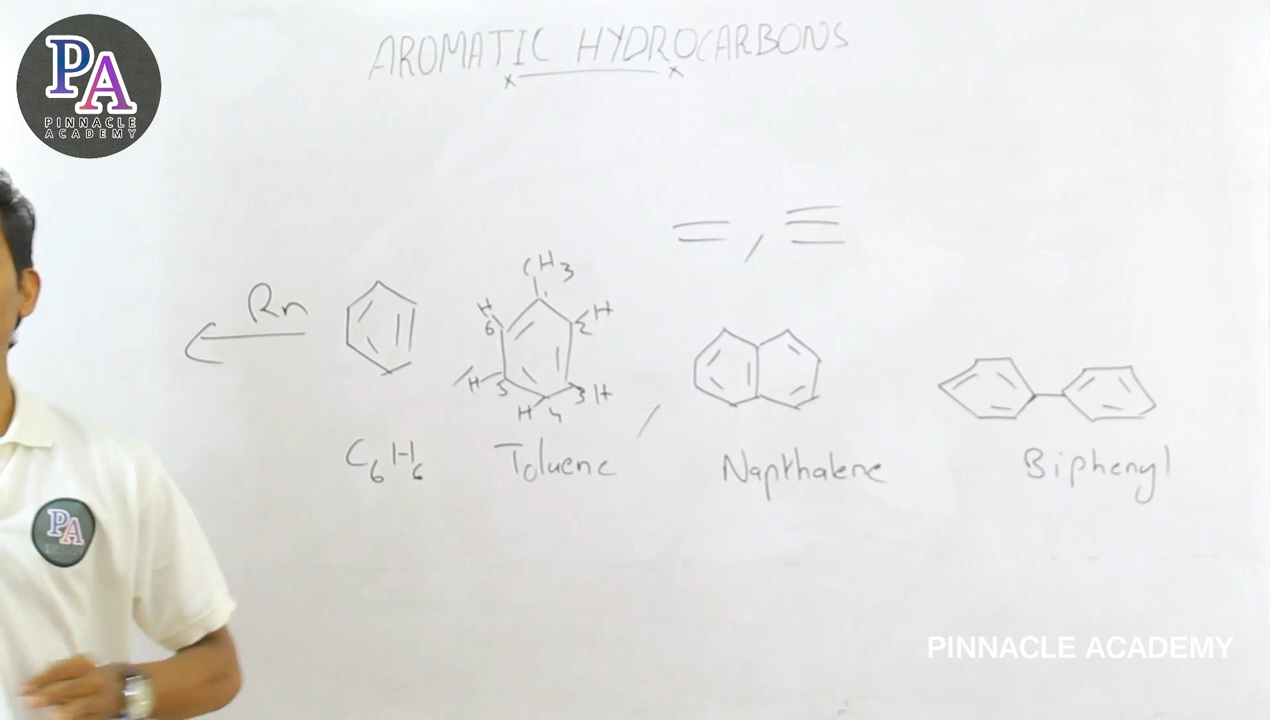 PA
PINNACLE
ACADEMY
AROMATIC HYDROCARBONS
Rn
CH3
H
6
2 H
H 5
3 H
H 4
C6H6
Toluene
Napthalene
Biphenyl
PA
PINNACLE ACADEMY